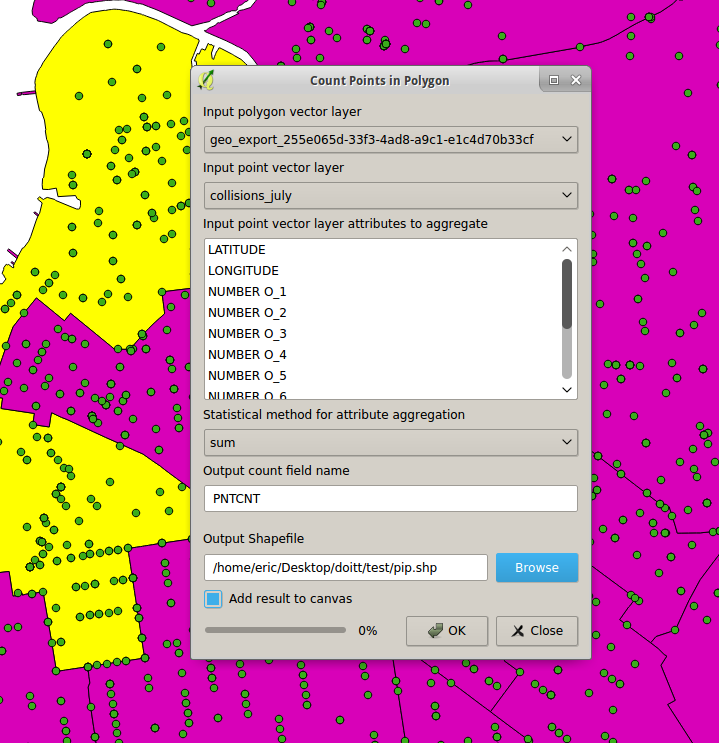 Count Points in Polygon
Input polygon vector layer
geo_export_255e065d-33f3-4ad8-a9c1-e1c4d70b33cf
Input point vector layer
collisions_july
Input point vector layer attributes to aggregate
LATITUDE
LONGITUDE
NUMBER O_1
NUMBER O_2
NUMBER O_3
NUMBER O_4
NUMBER O_5
NUMBER O_6
Statistical method for attribute aggregation
sum
Output count field name
PNTCNT
Output Shapefile
/home/eric/Desktop/doitt/test/pip.shp
Browse
Add result to canvas
0%
OK
Close